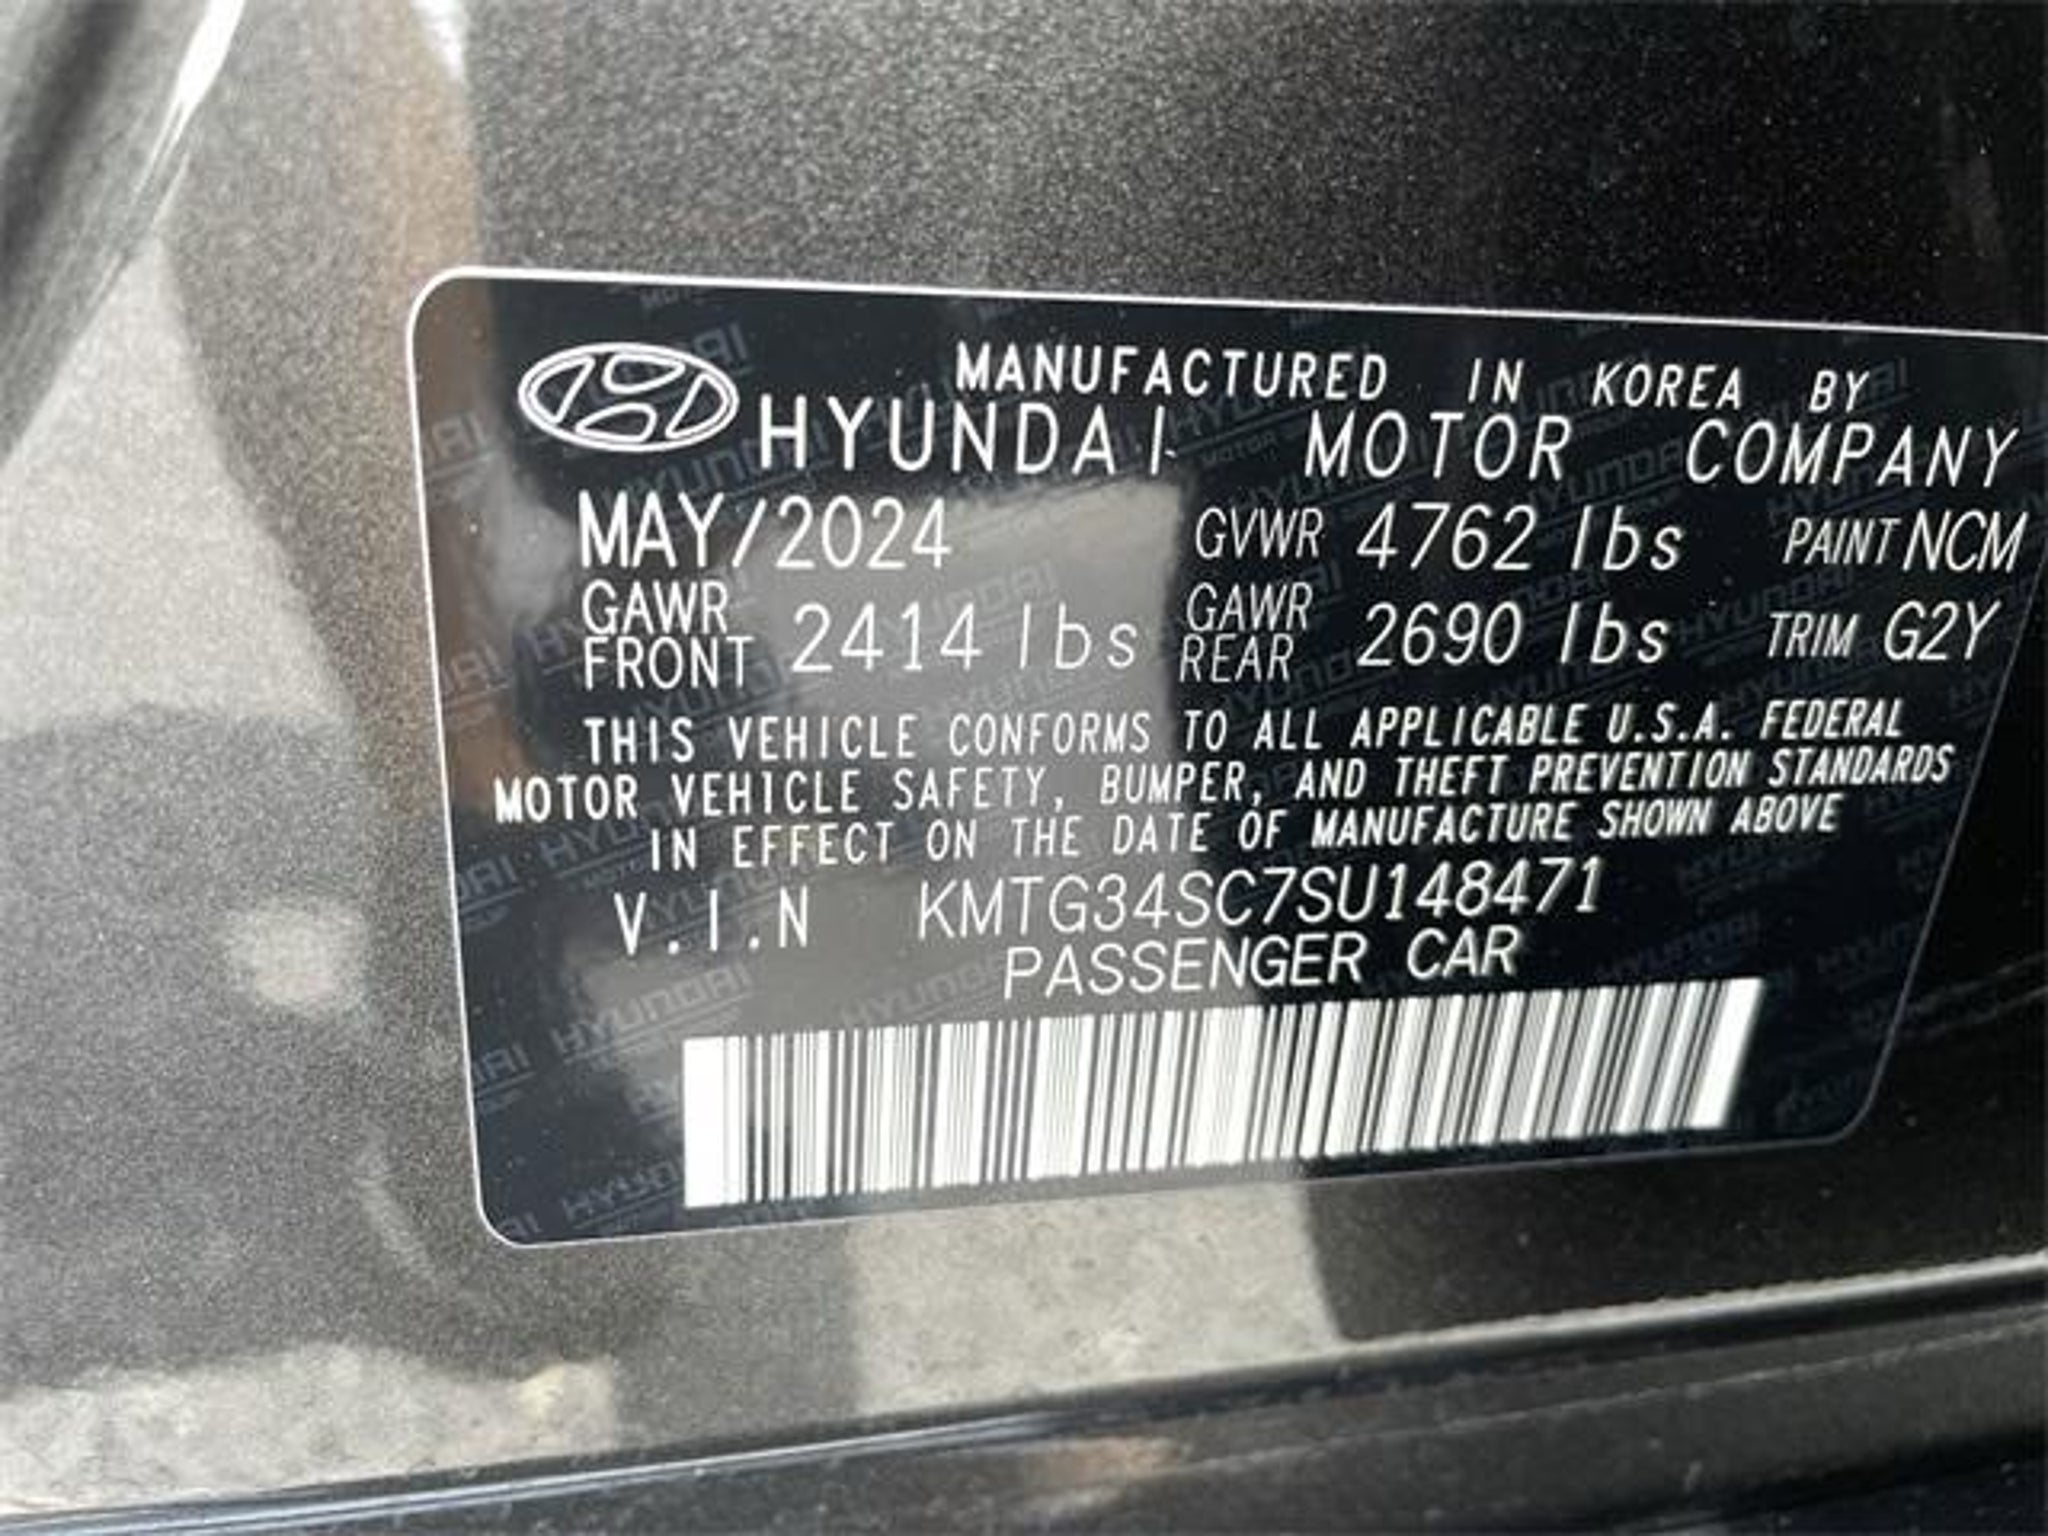 MANUFACTURED IN KOREA BY
HYUNDAI MOTOR COMPANY
MAY/2024 GVWR 4762 lbs PAINT NCM
GAWR FRONT 2414 lbs GAWR REAR 2690 lbs TRIM G2Y
THIS VEHICLE CONFORMS TO ALL APPLICABLE U.S.A. FEDERAL
MOTOR VEHICLE SAFETY, BUMPER, AND THEFT PREVENTION STANDARDS
IN EFFECT ON THE DATE OF MANUFACTURE SHOWN ABOVE
V.I.N KMTG34SC7SU148471
PASSENGER CAR